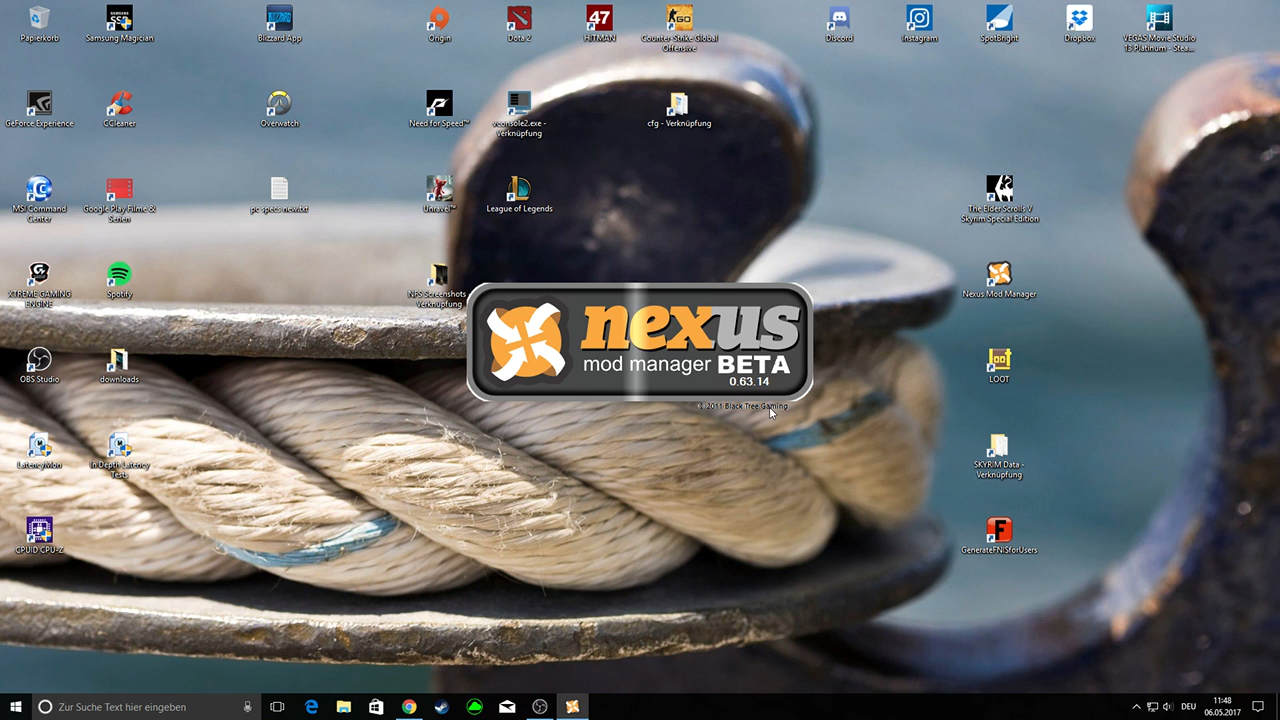 Papierkorb
Samsung Magician
Blizzard App
Origin
Dota 2
47
HITMAN
GO
Counter-Strike Global
Offensive
Discord
Instagram
SpotBright
Dropbox
VEGAS Movie Studio
13 Platinum - Stea...
GeForce Experience
CCleaner
Overwatch
Need for Speed™
vconsole2.exe -
Verknüpfung
cfg - Verknüpfung
MSI Command
Center
Google Play Filme &
Serien
pc specs new.txt
Unravel™
League of Legends
The Elder Scrolls V
Skyrim Special Edition
XTREME GAMING
ENGINE
Spotify
NFS Screenshots
Verknüpfung
Nexus Mod Manager
nexus
mod manager BETA
0.63.14
© 2011 Black Tree Gaming
OBS Studio
downloads
LOOT
LatencyMon
In Depth Latency
Tests
SKYRIM Data -
Verknüpfung
CPUID CPU-Z
F
GenerateFNISforUsers
Zur Suche Text hier eingeben
DEU
11:48
06.05.2017